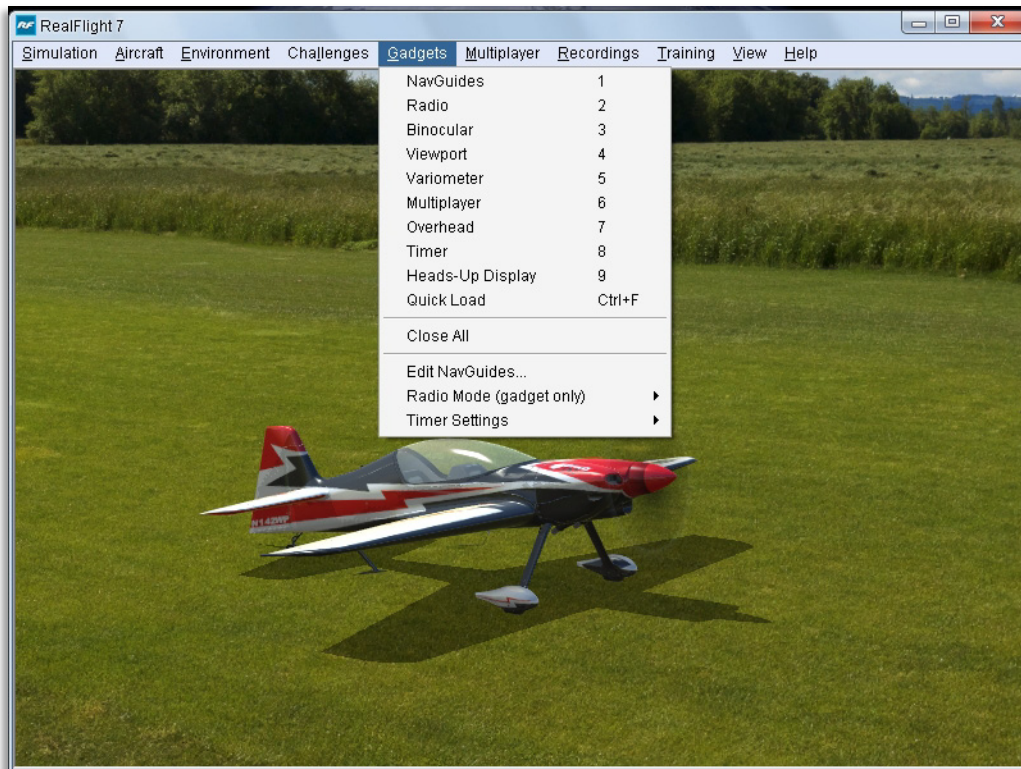 RF RealFlight 7
Simulation Aircraft Environment Challenges Gadgets Multiplayer Recordings Training View Help
NavGuides 1
Radio 2
Binocular 3
Viewport 4
Variometer 5
Multiplayer 6
Overhead 7
Timer 8
Heads-Up Display 9
Quick Load Ctrl+F
Close All
Edit NavGuides...
Radio Mode (gadget only)
Timer Settings
N142WP